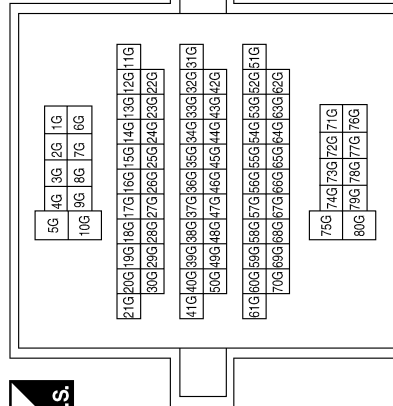 5G 4G 3G 2G 1G
10G 9G 8G 7G 6G
21G 20G 19G 18G 17G 16G 15G 14G 13G 12G 11G
30G 29G 28G 27G 26G 25G 24G 23G 22G
41G 40G 39G 38G 37G 36G 35G 34G 33G 32G 31G
50G 49G 48G 47G 46G 45G 44G 43G 42G
61G 60G 59G 58G 57G 56G 55G 54G 53G 52G 51G
70G 69G 68G 67G 66G 65G 64G 63G 62G
75G 74G 73G 72G 71G
80G 79G 78G 77G 76G
.S.